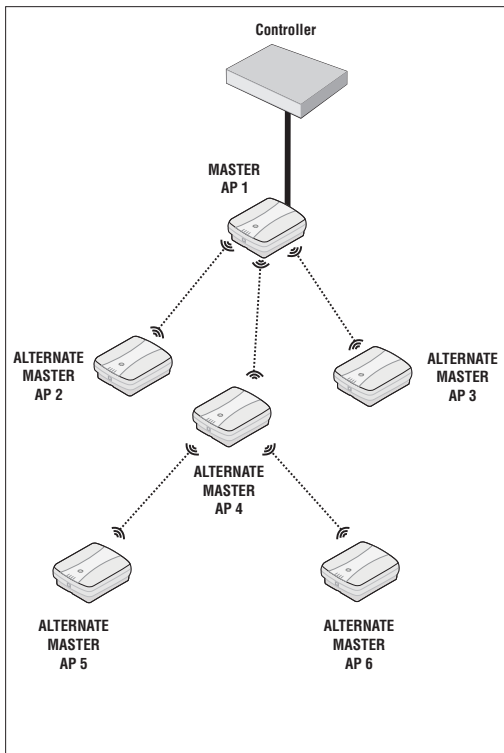 Controller
MASTER
AP 1
ALTERNATE
MASTER
AP 2
ALTERNATE
MASTER
AP 3
ALTERNATE
MASTER
AP 4
ALTERNATE
MASTER
AP 5
ALTERNATE
MASTER
AP 6